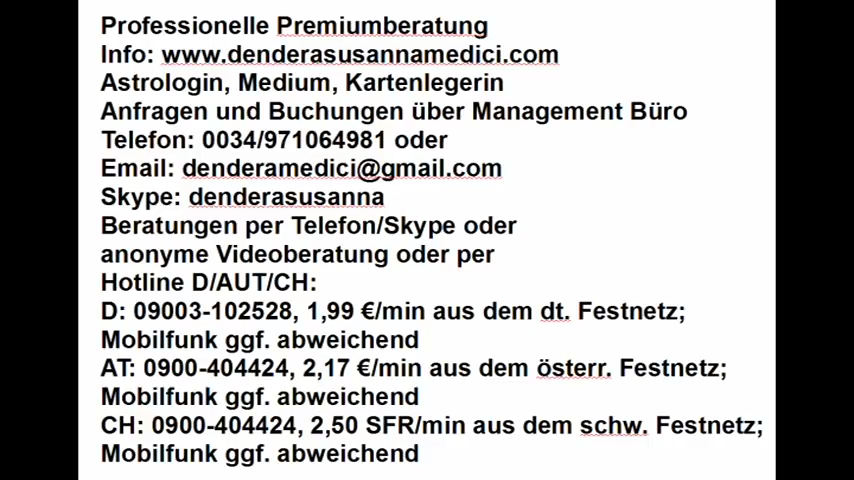 Professionelle Premiumberatung
Info: www.denderasusannamedici.com
Astrologin, Medium, Kartenlegerin
Anfragen und Buchungen über Management Büro
Telefon: 0034/971064981 oder
Email: denderamedici@gmail.com
Skype: denderasusanna
Beratungen per Telefon/Skype oder
anonyme Videoberatung oder per
Hotline D/AUT/CH:
D: 09003-102528, 1,99 €/min aus dem dt. Festnetz;
Mobilfunk ggf. abweichend
AT: 0900-404424, 2,17 €/min aus dem österr. Festnetz;
Mobilfunk ggf. abweichend
CH: 0900-404424, 2,50 SFR/min aus dem schw. Festnetz;
Mobilfunk ggf. abweichend